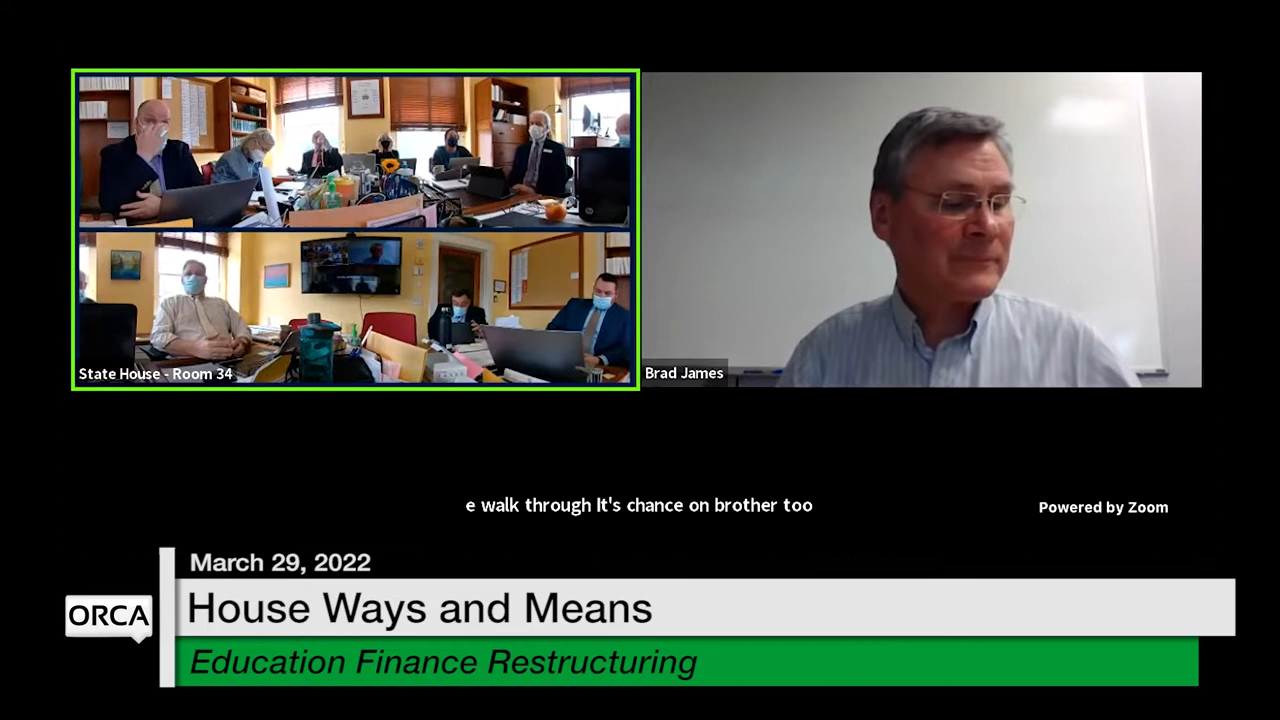 State House - Room 34
Brad James
e walk through It's chance on brother too
Powered by Zoom
March 29, 2022
ORCA
House Ways and Means
Education Finance Restructuring